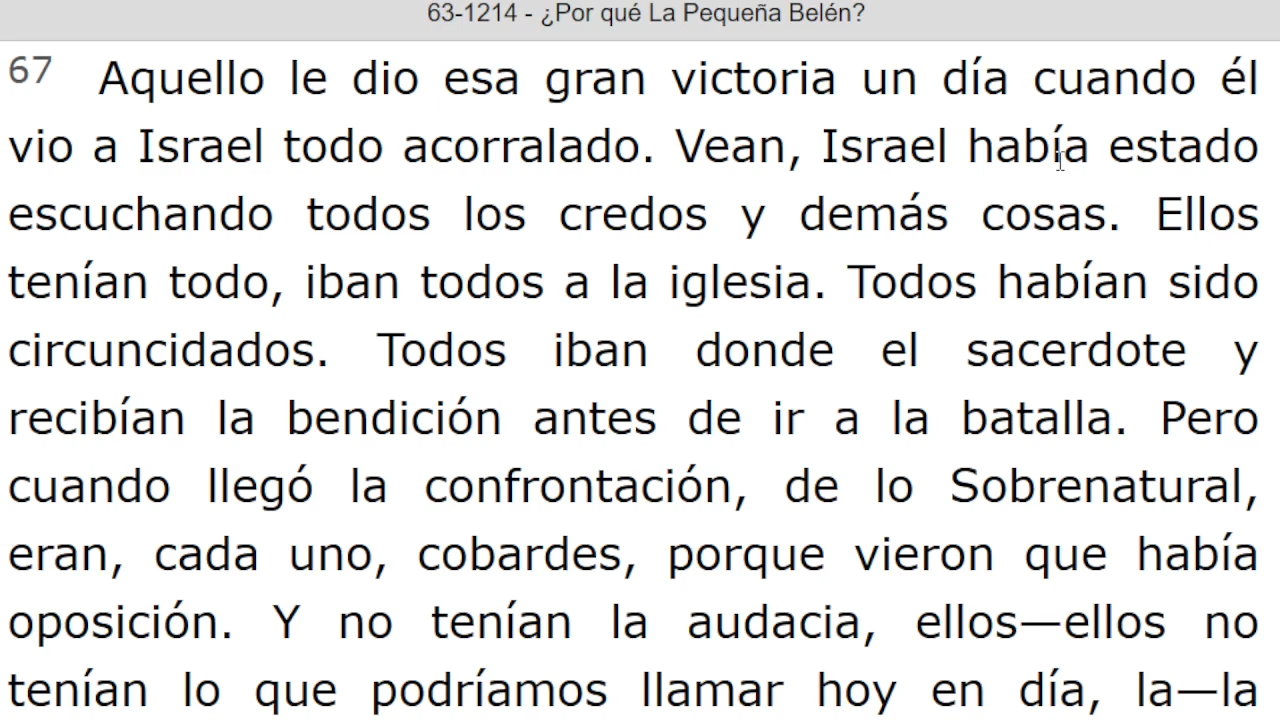 63-1214 - ¿Por qué La Pequeña Belén?
67 Aquello le dio esa gran victoria un día cuando él
vio a Israel todo acorralado. Vean, Israel había estado
escuchando todos los credos y demás cosas. Ellos
tenían todo, iban todos a la iglesia. Todos habían sido
circuncidados. Todos iban donde el sacerdote y
recibían la bendición antes de ir a la batalla. Pero
cuando llegó la confrontación, de lo Sobrenatural,
eran, cada uno, cobardes, porque vieron que había
oposición. Y no tenían la audacia, ellos—ellos no
tenían lo que podríamos llamar hoy en día, la—la